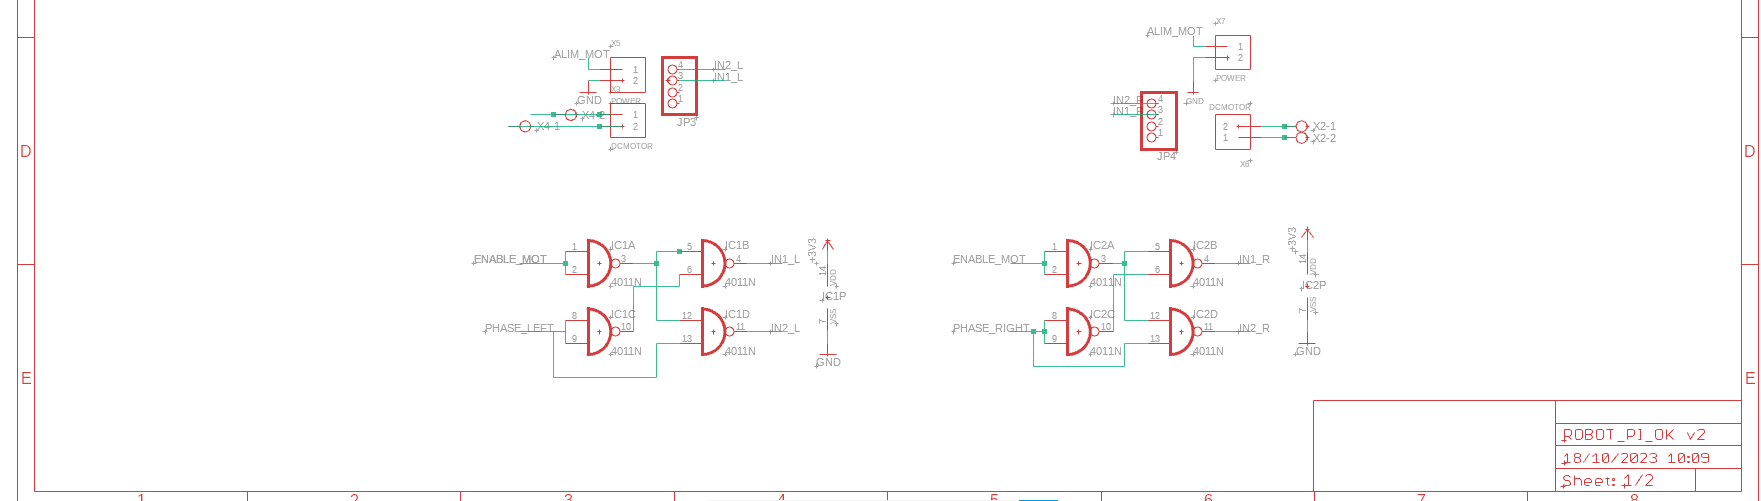 X7
ALIM_MOT
1
2
POWER
X5
ALIM_MOT
1
2
GND
X3
POWER
4 IN2_L
3 IN1_L
2
1
JP3
X4-2
1
X4-1
2
DCMOTOR
GND
IN2_R 4
IN1_R 3
2
1
JP4
DCMOTOR
2
1
X6
X2-1
X2-2
D
D
ENABLE_MOT
1
2
3
IC1A
4011N
5
6
4
IC1B
4011N
IN1_L
PHASE_LEFT
8
9
10
IC1C
4011N
12
13
11
IC1D
4011N
IN2_L
+3V3
14
VDD
IC1P
7
VSS
GND
ENABLE_MOT
1
2
3
IC2A
4011N
5
6
4
IC2B
4011N
IN1_R
PHASE_RIGHT
8
9
10
IC2C
4011N
12
13
11
IC2D
4011N
IN2_R
+3V3
14
VDD
IC2P
7
VSS
GND
E
E
ROBOT_PI_OK v2
18/10/2023 10:09
Sheet: 1/2
1 2 3 4 5 6 7 8